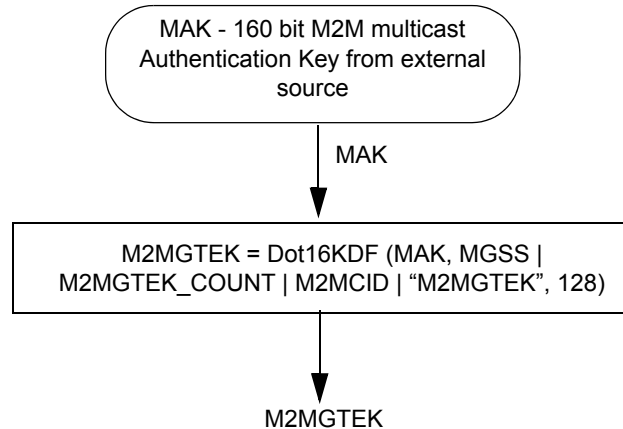 MAK - 160 bit M2M multicast
Authentication Key from external
source
MAK
M2MGTEK = Dot16KDF (MAK, MGSS |
M2MGTEK_COUNT | M2MCID | “M2MGTEK”, 128)
M2MGTEK